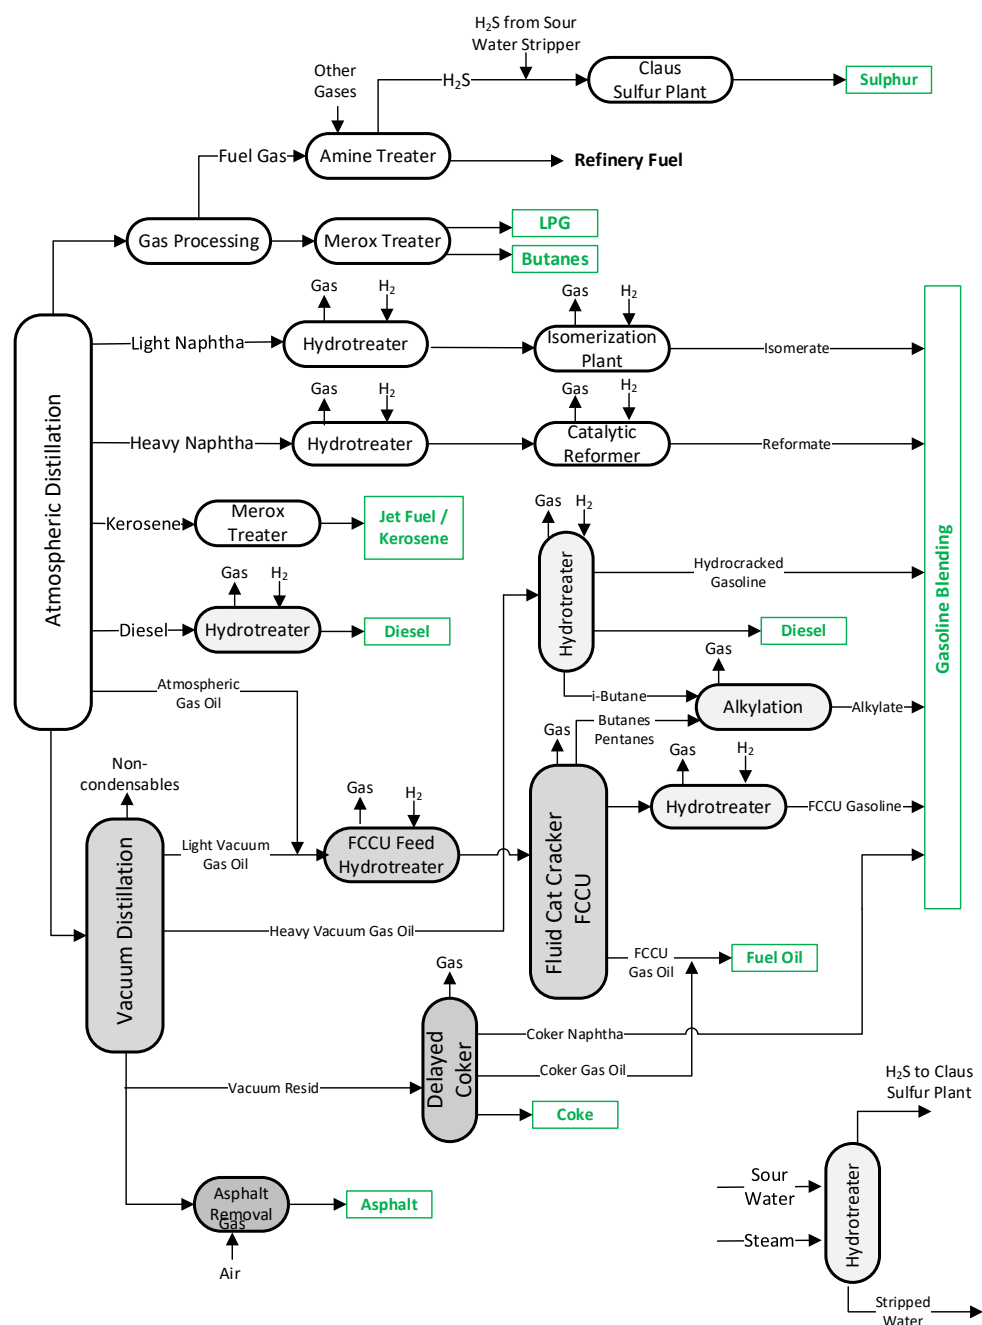 H₂S from Sour
Water Stripper
Other
Gases
H₂S
Claus
Sulfur Plant
Sulphur
Fuel Gas
Amine Treater
Refinery Fuel
Gas Processing
Merox Treater
LPG
Butanes
Gas
H₂
Gas
H₂
Light Naphtha
Hydrotreater
Isomerization
Plant
Isomerate
Gas
H₂
Gas
H₂
Heavy Naphtha
Hydrotreater
Catalytic
Reformer
Reformate
Atmospheric Distillation
Kerosene
Merox
Treater
Jet Fuel /
Kerosene
Gas
H₂
Hydrotreater
Hydrocracked
Gasoline
Gasoline Blending
Gas
H₂
Diesel
Hydrotreater
Diesel
Diesel
Gas
Atmospheric
Gas Oil
i-Butane
Alkylation
Alkylate
Butanes
Pentanes
Gas
Gas
H₂
Non-
condensables
Gas
H₂
Hydrotreater
FCCU Gasoline
Vacuum Distillation
Light Vacuum
Gas Oil
FCCU Feed
Hydrotreater
Fluid Cat Cracker
FCCU
Heavy Vacuum Gas Oil
FCCU
Gas Oil
Fuel Oil
Gas
Delayed
Coker
Coker Naphtha
Coker Gas Oil
Vacuum Resid
Coke
H₂S to Claus
Sulfur Plant
Asphalt
Removal
Gas
Air
Asphalt
Sour
Water
Steam
Hydrotreater
Stripped
Water